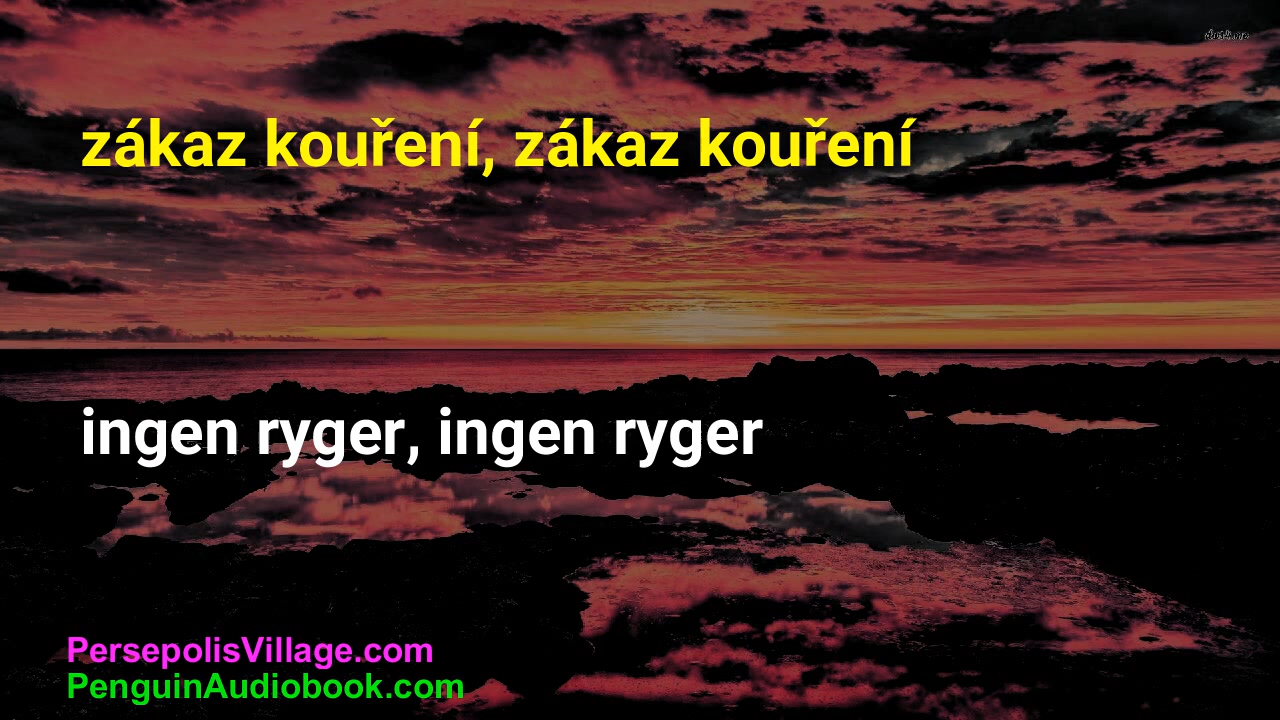 zákaz kouření, zákaz kouření
ingen ryger, ingen ryger
PersepolisVillage.com
PenguinAudiobook.com